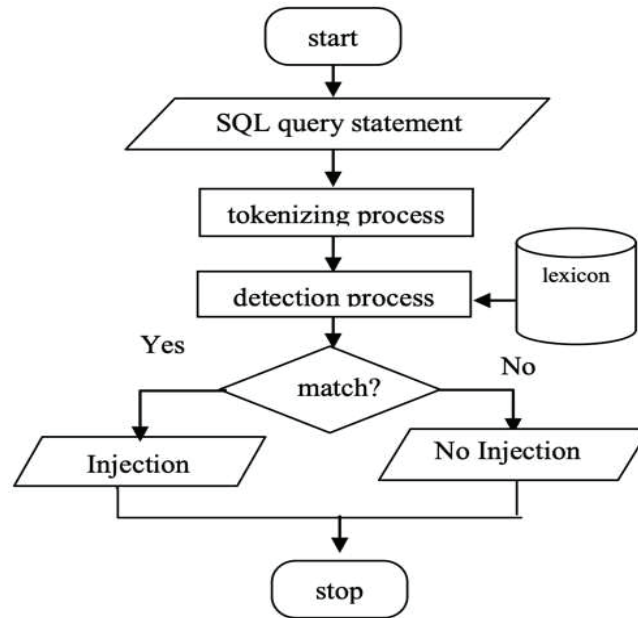 start
SQL query statement
tokenizing process
detection process
lexicon
Yes
No
match?
Injection
No Injection
stop